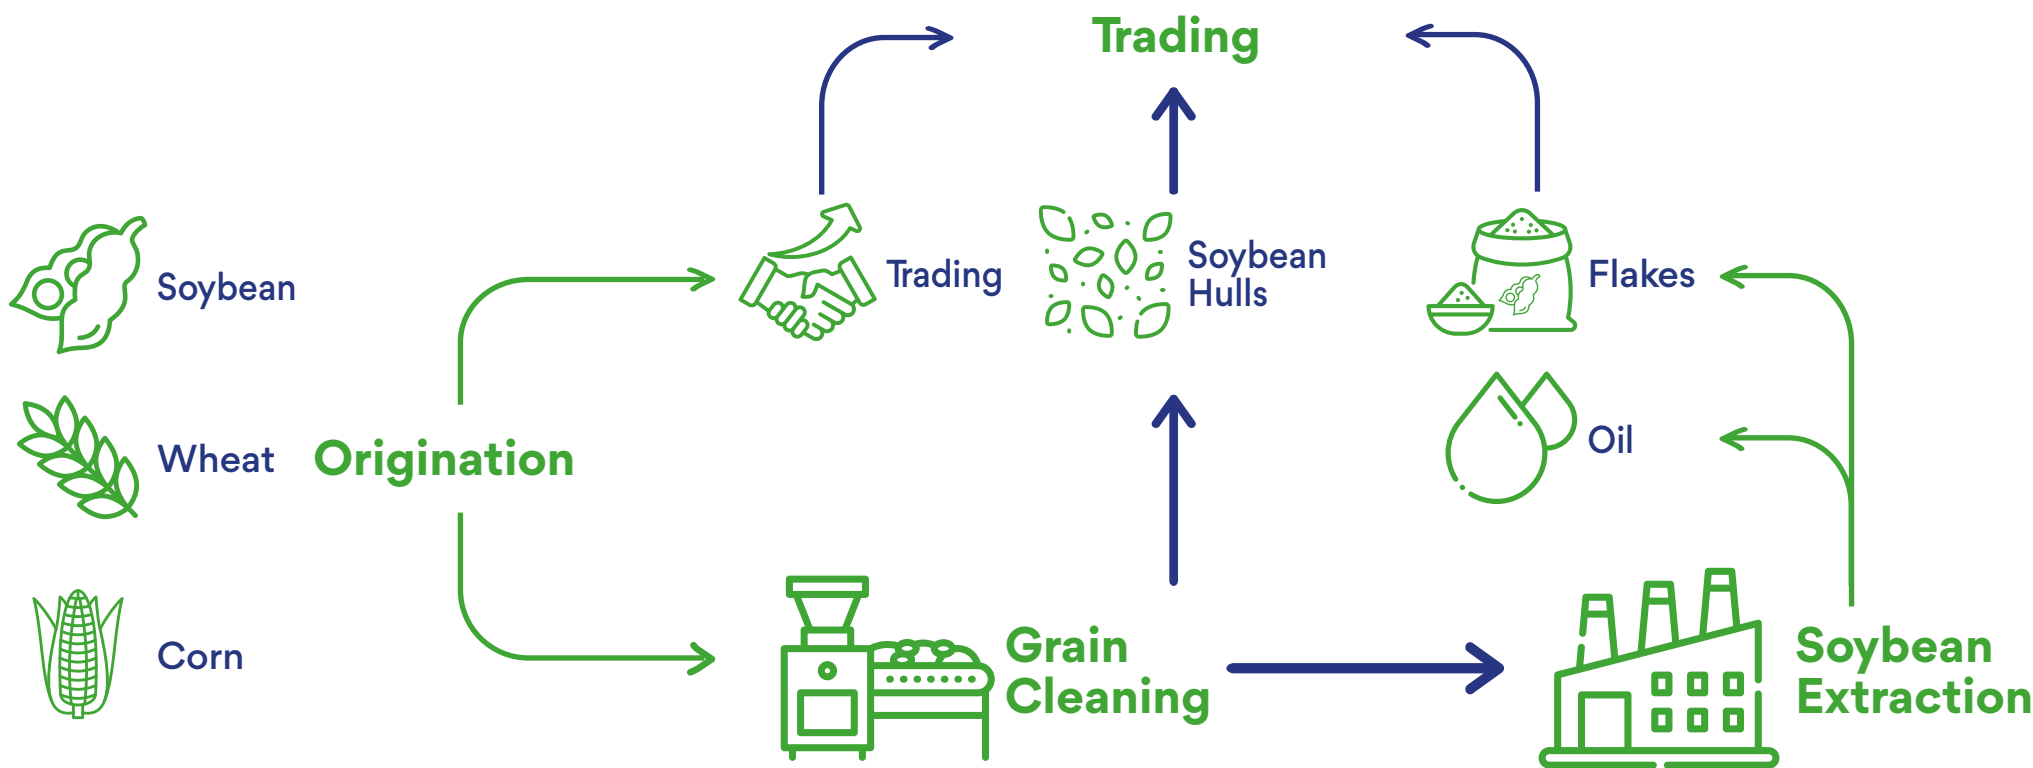 Trading
Soybean
Trading
Soybean
Hulls
Flakes
Wheat
Origination
Oil
Corn
Grain
Cleaning
Soybean
Extraction